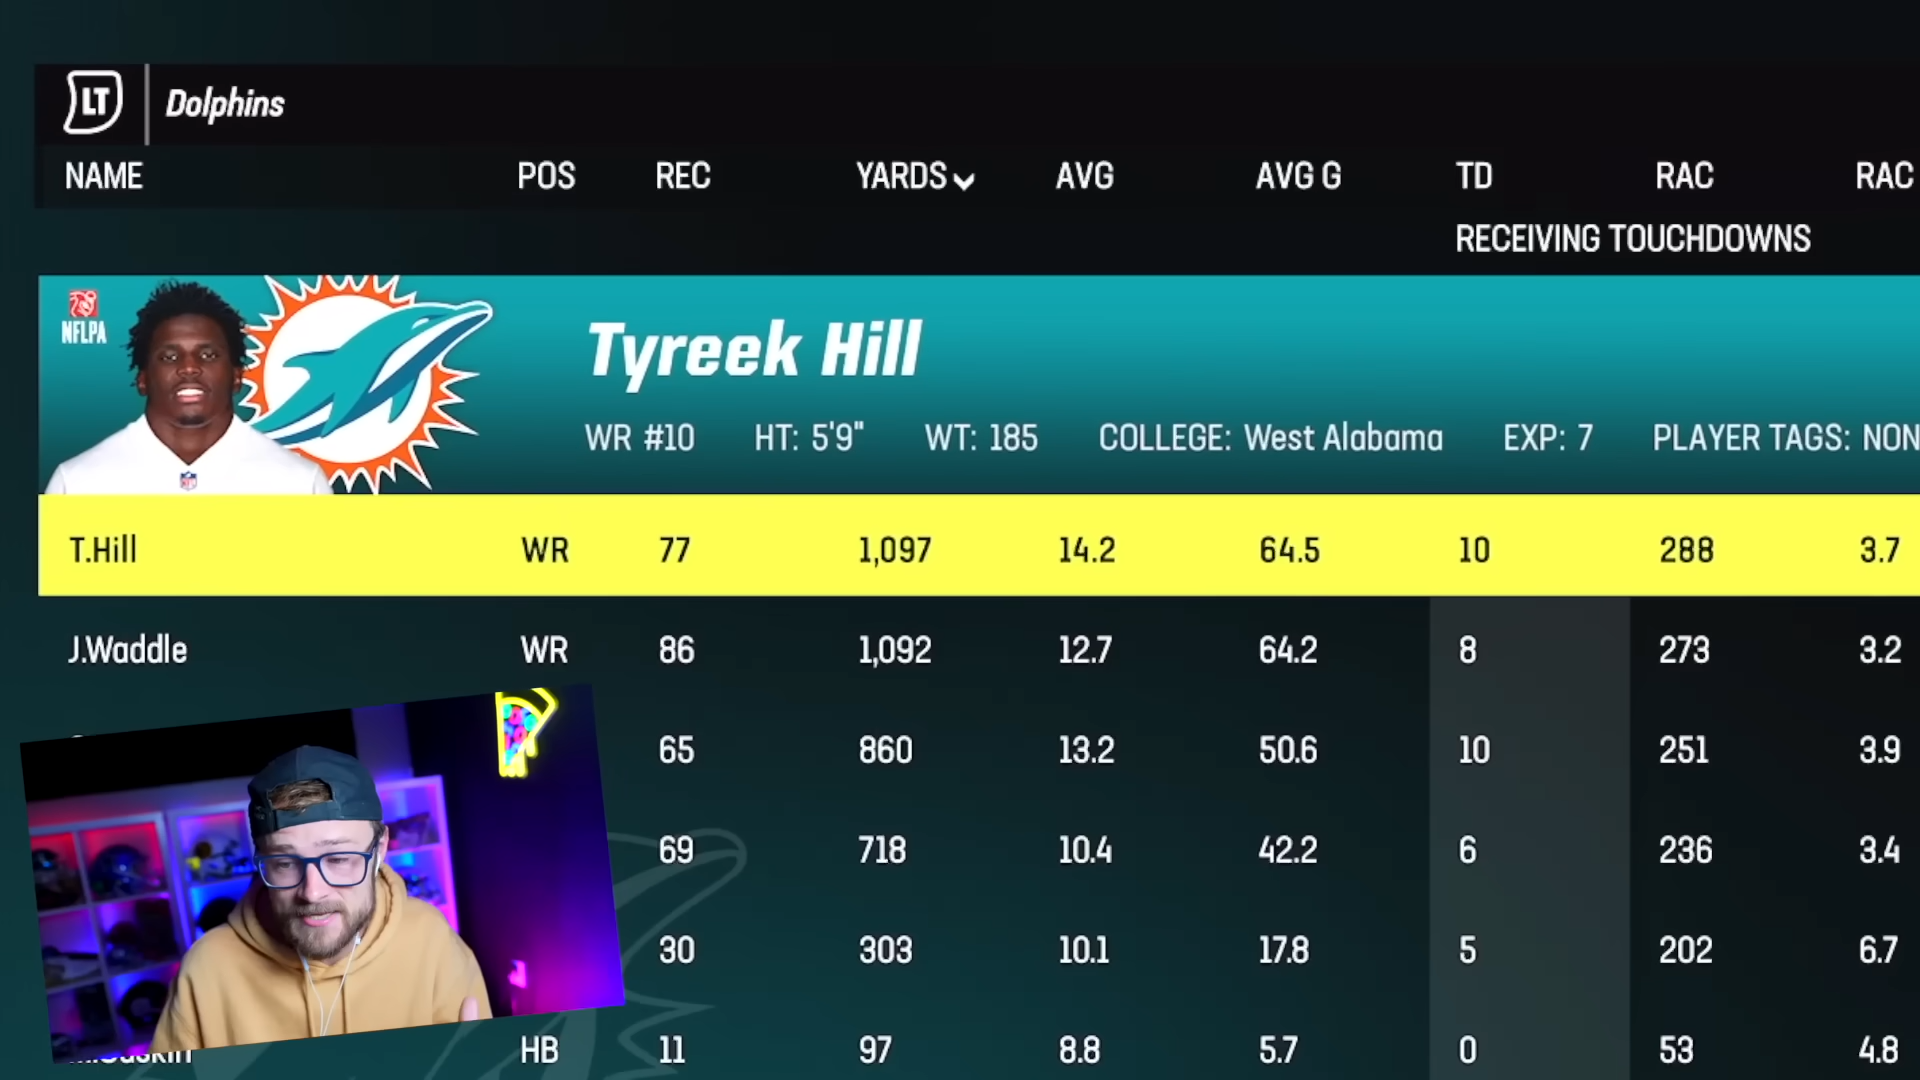 LT Dolphins
NAME POS REC YARDS AVG AVG G TD RAC RAC
RECEIVING TOUCHDOWNS
NFLPA
Tyreek Hill
WR #10 HT: 5'9" WT: 185 COLLEGE: West Alabama EXP: 7 PLAYER TAGS: NON
T.Hill WR 77 1,097 14.2 64.5 10 288 3.7
J.Waddle WR 86 1,092 12.7 64.2 8 273 3.2
65 860 13.2 50.6 10 251 3.9
69 718 10.4 42.2 6 236 3.4
30 303 10.1 17.8 5 202 6.7
HB 11 97 8.8 5.7 0 53 4.8